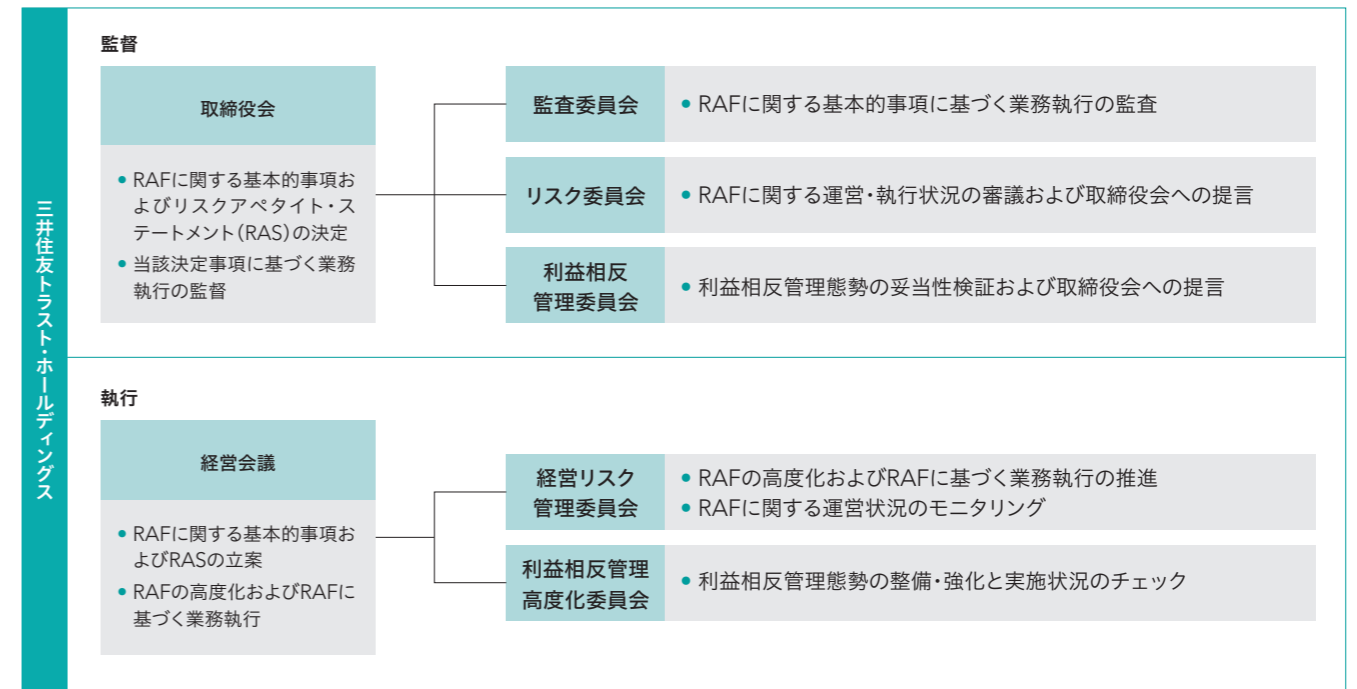 三井住友トラスト・ホールディングス
監督
取締役会
• RAFに関する基本的事項お
よびリスクアペタイト・ス
テートメント(RAS)の決定
• 当該決定事項に基づく業務
執行の監督
監査委員会
• RAFに関する基本的事項に基づく業務執行の監査
リスク委員会
• RAFに関する運営・執行状況の審議および取締役会への提言
利益相反
管理委員会
• 利益相反管理態勢の妥当性検証および取締役会への提言
執行
経営会議
• RAFに関する基本的事項お
よびRASの立案
• RAFの高度化およびRAFに
基づく業務執行
経営リスク
管理委員会
• RAFの高度化およびRAFに基づく業務執行の推進
• RAFに関する運営状況のモニタリング
利益相反管理
高度化委員会
• 利益相反管理態勢の整備・強化と実施状況のチェック